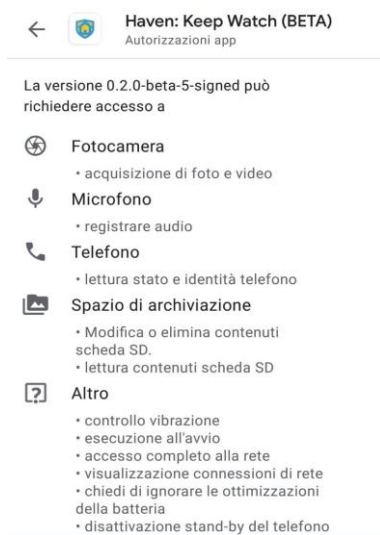 Haven: Keep Watch (BETA)
Autorizzazioni app
La versione 0.2.0-beta-5-signed può
richiedere accesso a
Fotocamera
• acquisizione di foto e video
Microfono
• registrare audio
Telefono
• lettura stato e identità telefono
Spazio di archiviazione
• Modifica o elimina contenuti
scheda SD.
• lettura contenuti scheda SD
Altro
• controllo vibrazione
• esecuzione all'avvio
• accesso completo alla rete
• visualizzazione connessioni di rete
• chiedi di ignorare le ottimizzazioni
della batteria
• disattivazione stand-by del telefono